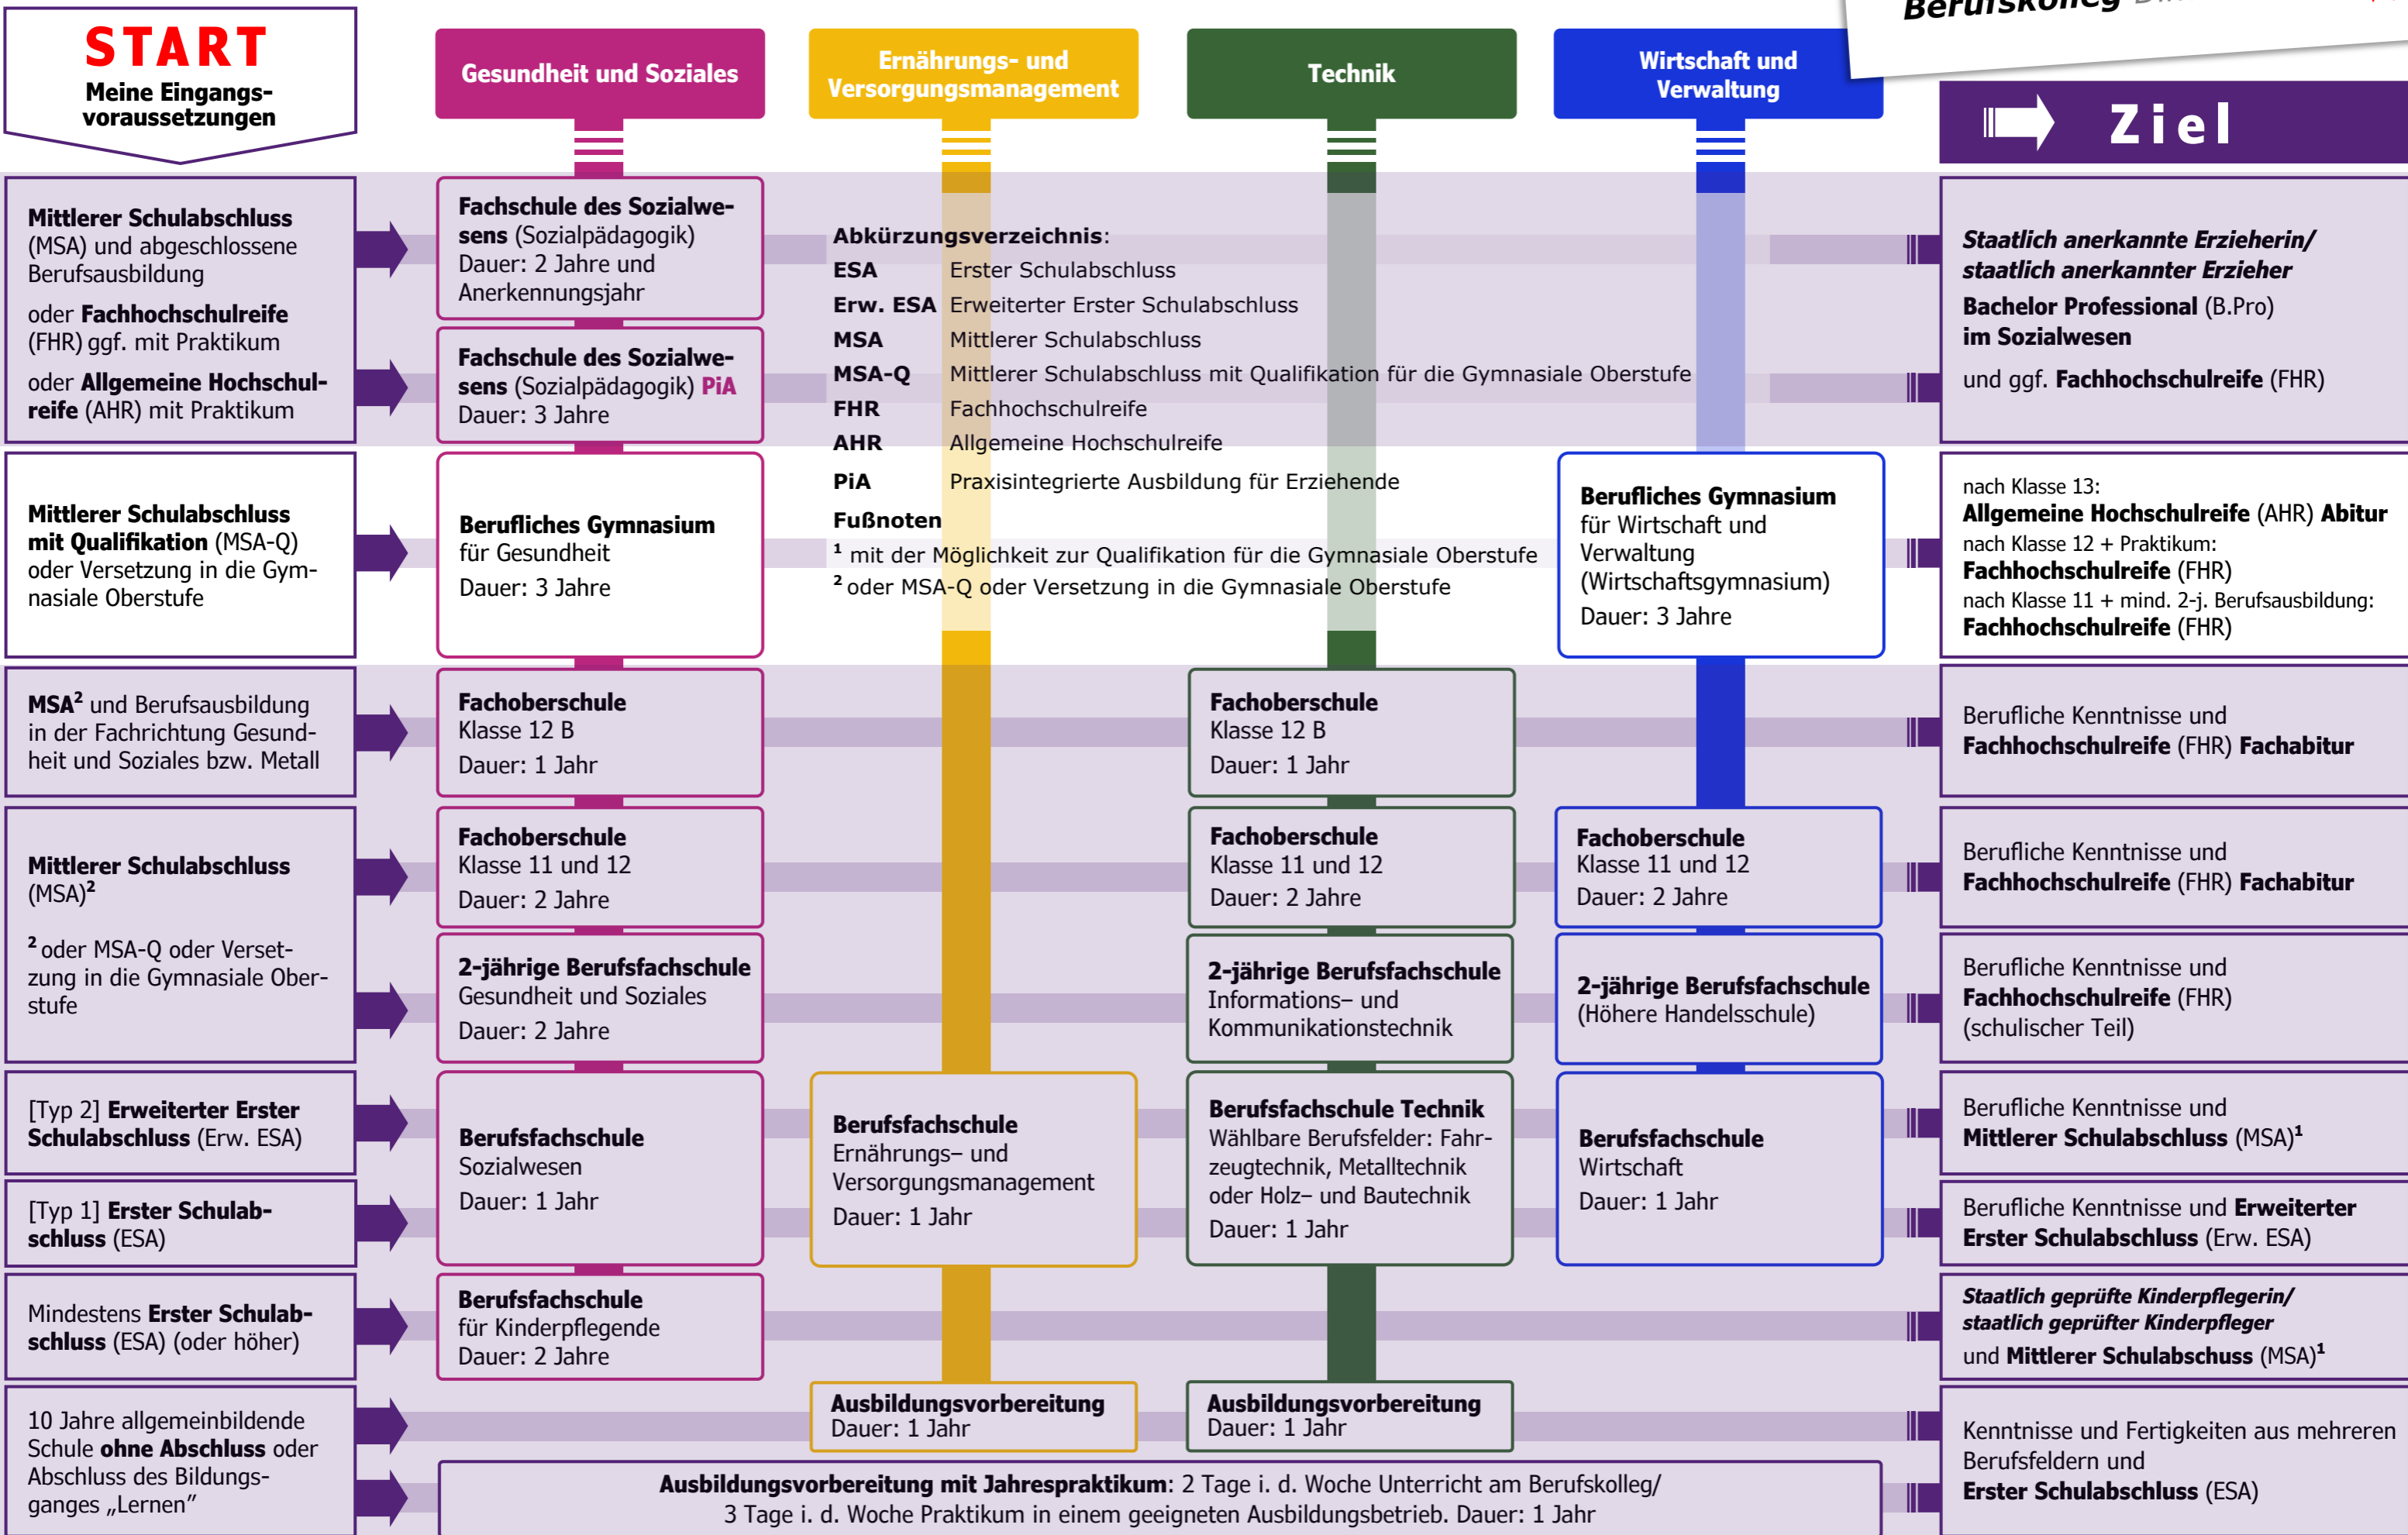 START
Meine Eingangs-
voraussetzungen
Gesundheit und Soziales
Ernährungs- und
Versorgungsmanagement
Technik
Wirtschaft und
Verwaltung
Berufskolleg
Ziel
Mittlerer Schulabschluss
(MSA) und abgeschlossene
Berufsausbildung
oder Fachhochschulreife
(FHR) ggf. mit Praktikum
oder Allgemeine Hochschul-
reife (AHR) mit Praktikum
Fachschule des Sozialwe-
sens (Sozialpädagogik)
Dauer: 2 Jahre und
Anerkennungsjahr
Fachschule des Sozialwe-
sens (Sozialpädagogik) PiA
Dauer: 3 Jahre
Abkürzungsverzeichnis:
ESA Erster Schulabschluss
Erw. ESA Erweiterter Erster Schulabschluss
MSA Mittlerer Schulabschluss
MSA-Q Mittlerer Schulabschluss mit Qualifikation für die Gymnasiale Oberstufe
FHR Fachhochschulreife
AHR Allgemeine Hochschulreife
PiA Praxisintegrierte Ausbildung für Erziehende
Fußnoten
¹ mit der Möglichkeit zur Qualifikation für die Gymnasiale Oberstufe
² oder MSA-Q oder Versetzung in die Gymnasiale Oberstufe
Staatlich anerkannte Erzieherin/
staatlich anerkannter Erzieher
Bachelor Professional (B.Pro)
im Sozialwesen
und ggf. Fachhochschulreife (FHR)
Mittlerer Schulabschluss
mit Qualifikation (MSA-Q)
oder Versetzung in die Gym-
nasiale Oberstufe
Berufliches Gymnasium
für Gesundheit
Dauer: 3 Jahre
Berufliches Gymnasium
für Wirtschaft und
Verwaltung
(Wirtschaftsgymnasium)
Dauer: 3 Jahre
nach Klasse 13:
Allgemeine Hochschulreife (AHR) Abitur
nach Klasse 12 + Praktikum:
Fachhochschulreife (FHR)
nach Klasse 11 + mind. 2-j. Berufsausbildung:
Fachhochschulreife (FHR)
MSA² und Berufsausbildung
in der Fachrichtung Gesund-
heit und Soziales bzw. Metall
Fachoberschule
Klasse 12 B
Dauer: 1 Jahr
Fachoberschule
Klasse 12 B
Dauer: 1 Jahr
Berufliche Kenntnisse und
Fachhochschulreife (FHR) Fachabitur
Mittlerer Schulabschluss
(MSA)²
² oder MSA-Q oder Verset-
zung in die Gymnasiale Ober-
stufe
Fachoberschule
Klasse 11 und 12
Dauer: 2 Jahre
Fachoberschule
Klasse 11 und 12
Dauer: 2 Jahre
Fachoberschule
Klasse 11 und 12
Dauer: 2 Jahre
Berufliche Kenntnisse und
Fachhochschulreife (FHR) Fachabitur
2-jährige Berufsfachschule
Gesundheit und Soziales
Dauer: 2 Jahre
2-jährige Berufsfachschule
Informations– und
Kommunikationstechnik
2-jährige Berufsfachschule
(Höhere Handelsschule)
Berufliche Kenntnisse und
Fachhochschulreife (FHR)
(schulischer Teil)
[Typ 2] Erweiterter Erster
Schulabschluss (Erw. ESA)
[Typ 1] Erster Schulab-
schluss (ESA)
Berufsfachschule
Sozialwesen
Dauer: 1 Jahr
Berufsfachschule
Ernährungs– und
Versorgungsmanagement
Dauer: 1 Jahr
Berufsfachschule Technik
Wählbare Berufsfelder: Fahr-
zeugtechnik, Metalltechnik
oder Holz– und Bautechnik
Dauer: 1 Jahr
Berufsfachschule
Wirtschaft
Dauer: 1 Jahr
Berufliche Kenntnisse und
Mittlerer Schulabschluss (MSA)¹
Berufliche Kenntnisse und Erweiterter
Erster Schulabschluss (Erw. ESA)
Mindestens Erster Schulab-
schluss (ESA) (oder höher)
Berufsfachschule
für Kinderpflegende
Dauer: 2 Jahre
Staatlich geprüfte Kinderpflegerin/
staatlich geprüfter Kinderpfleger
und Mittlerer Schulabschuss (MSA)¹
10 Jahre allgemeinbildende
Schule ohne Abschluss oder
Abschluss des Bildungs-
ganges „Lernen”
Ausbildungsvorbereitung
Dauer: 1 Jahr
Ausbildungsvorbereitung
Dauer: 1 Jahr
Ausbildungsvorbereitung mit Jahrespraktikum: 2 Tage i. d. Woche Unterricht am Berufskolleg/
3 Tage i. d. Woche Praktikum in einem geeigneten Ausbildungsbetrieb. Dauer: 1 Jahr
Kenntnisse und Fertigkeiten aus mehreren
Berufsfeldern und
Erster Schulabschluss (ESA)